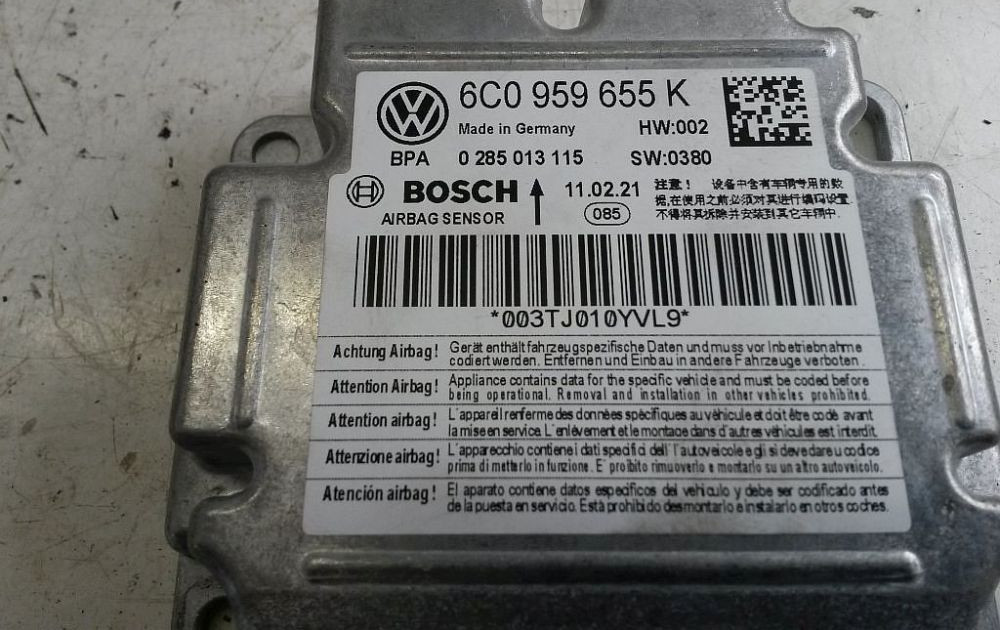 6C0 959 655 K
Made in Germany HW:002
BPA 0 285 013 115 SW:0380
BOSCH 11.02.21
AIRBAG SENSOR 085
注意！ 设备中含有车辆专用的数
据,在使用之前必须对其进行编码设置
不得将其拆除并安装到其它车辆中.
*003TJ010YVL9*
Achtung Airbag! Gerät enthält fahrzeugspezifische Daten und muss vor Inbetriebnahme
codiert werden. Entfernen und Einbau in andere Fahrzeuge verboten.
Attention Airbag! Appliance contains data for the specific vehicle and must be coded before
being operational. Removal and installation in other vehicles prohibited.
Attention airbag! L'appareil renferme des données spécifiques au véhicule et doit être codé avant
la mise en service. L'enlèvement et le montage dans d'autres véhicules est interdit.
Attenzione airbag! L'apparecchio contiene i dati specifici dell'autoveicolo e gli si deve dare u codice
prima di metterlo in funzione. E' proibito rimuoverlo e montarlo su un altro autoveicolo.
Atención airbag! El aparato contiene datos especificos del vehículo y debe ser codificado antes
de la puesta en servicio. Está prohibido desmontarlo e instalarlo en otros coches.